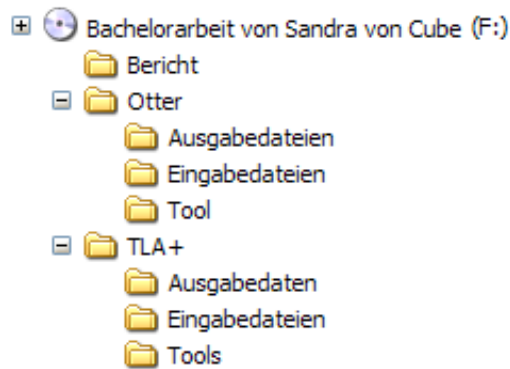 Bachelorarbeit von Sandra von Cube (F:)
Bericht
Otter
Ausgabedateien
Eingabedateien
Tool
TLA+
Ausgabedaten
Eingabedateien
Tools